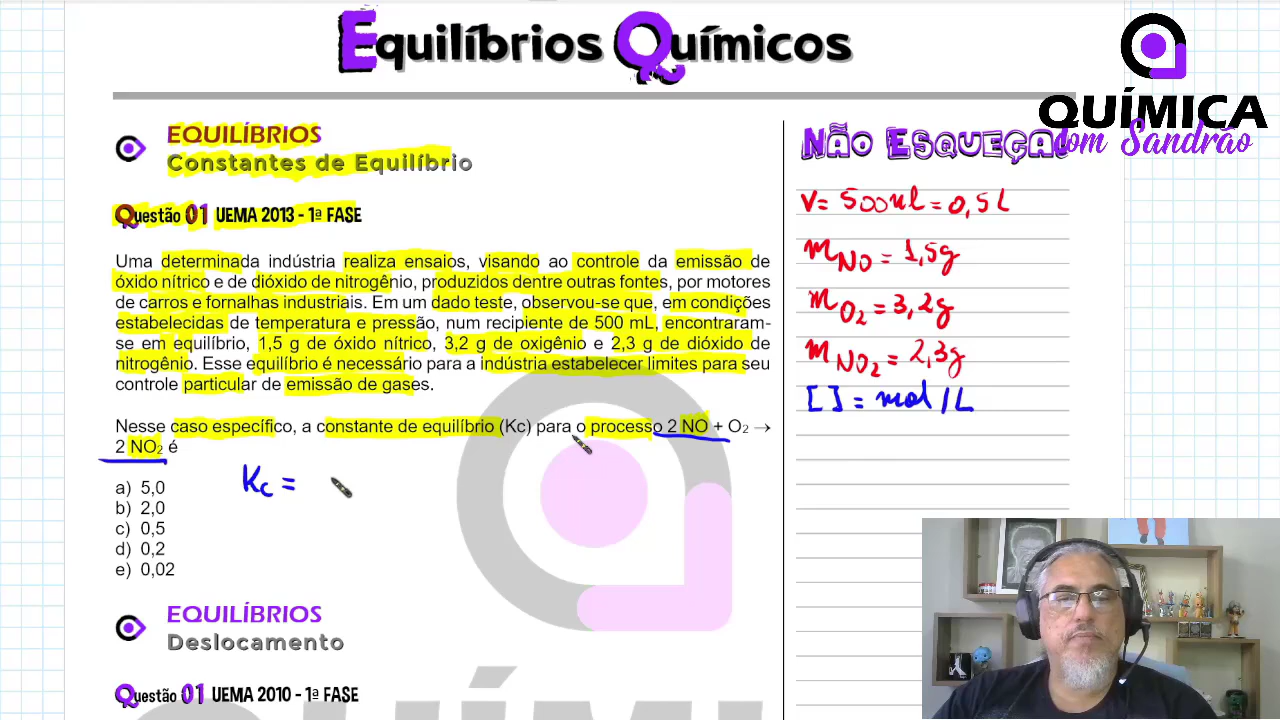 Equilíbrios Químicos
QUÍMICA
com Sandrão
EQUILÍBRIOS
Constantes de Equilíbrio
Questão 01 UEMA 2013 - 1ª FASE
Uma determinada indústria realiza ensaios, visando ao controle da emissão de
óxido nítrico e de dióxido de nitrogênio, produzidos dentre outras fontes, por motores
de carros e fornalhas industriais. Em um dado teste, observou-se que, em condições
estabelecidas de temperatura e pressão, num recipiente de 500 mL, encontraram-
se em equilíbrio, 1,5 g de óxido nítrico, 3,2 g de oxigênio e 2,3 g de dióxido de
nitrogênio. Esse equilíbrio é necessário para a indústria estabelecer limites para seu
controle particular de emissão de gases.
Nesse caso específico, a constante de equilíbrio (Kc) para o processo 2 NO + O₂ →
2 NO₂ é
Kc =
a) 5,0
b) 2,0
c) 0,5
d) 0,2
e) 0,02
EQUILÍBRIOS
Deslocamento
Questão 01 UEMA 2010 - 1ª FASE
Não Esqueça!
V = 500 ml = 0,5 L
mNO = 1,5g
mO₂ = 3,2g
mNO₂ = 2,3g
[ ] = mol/L